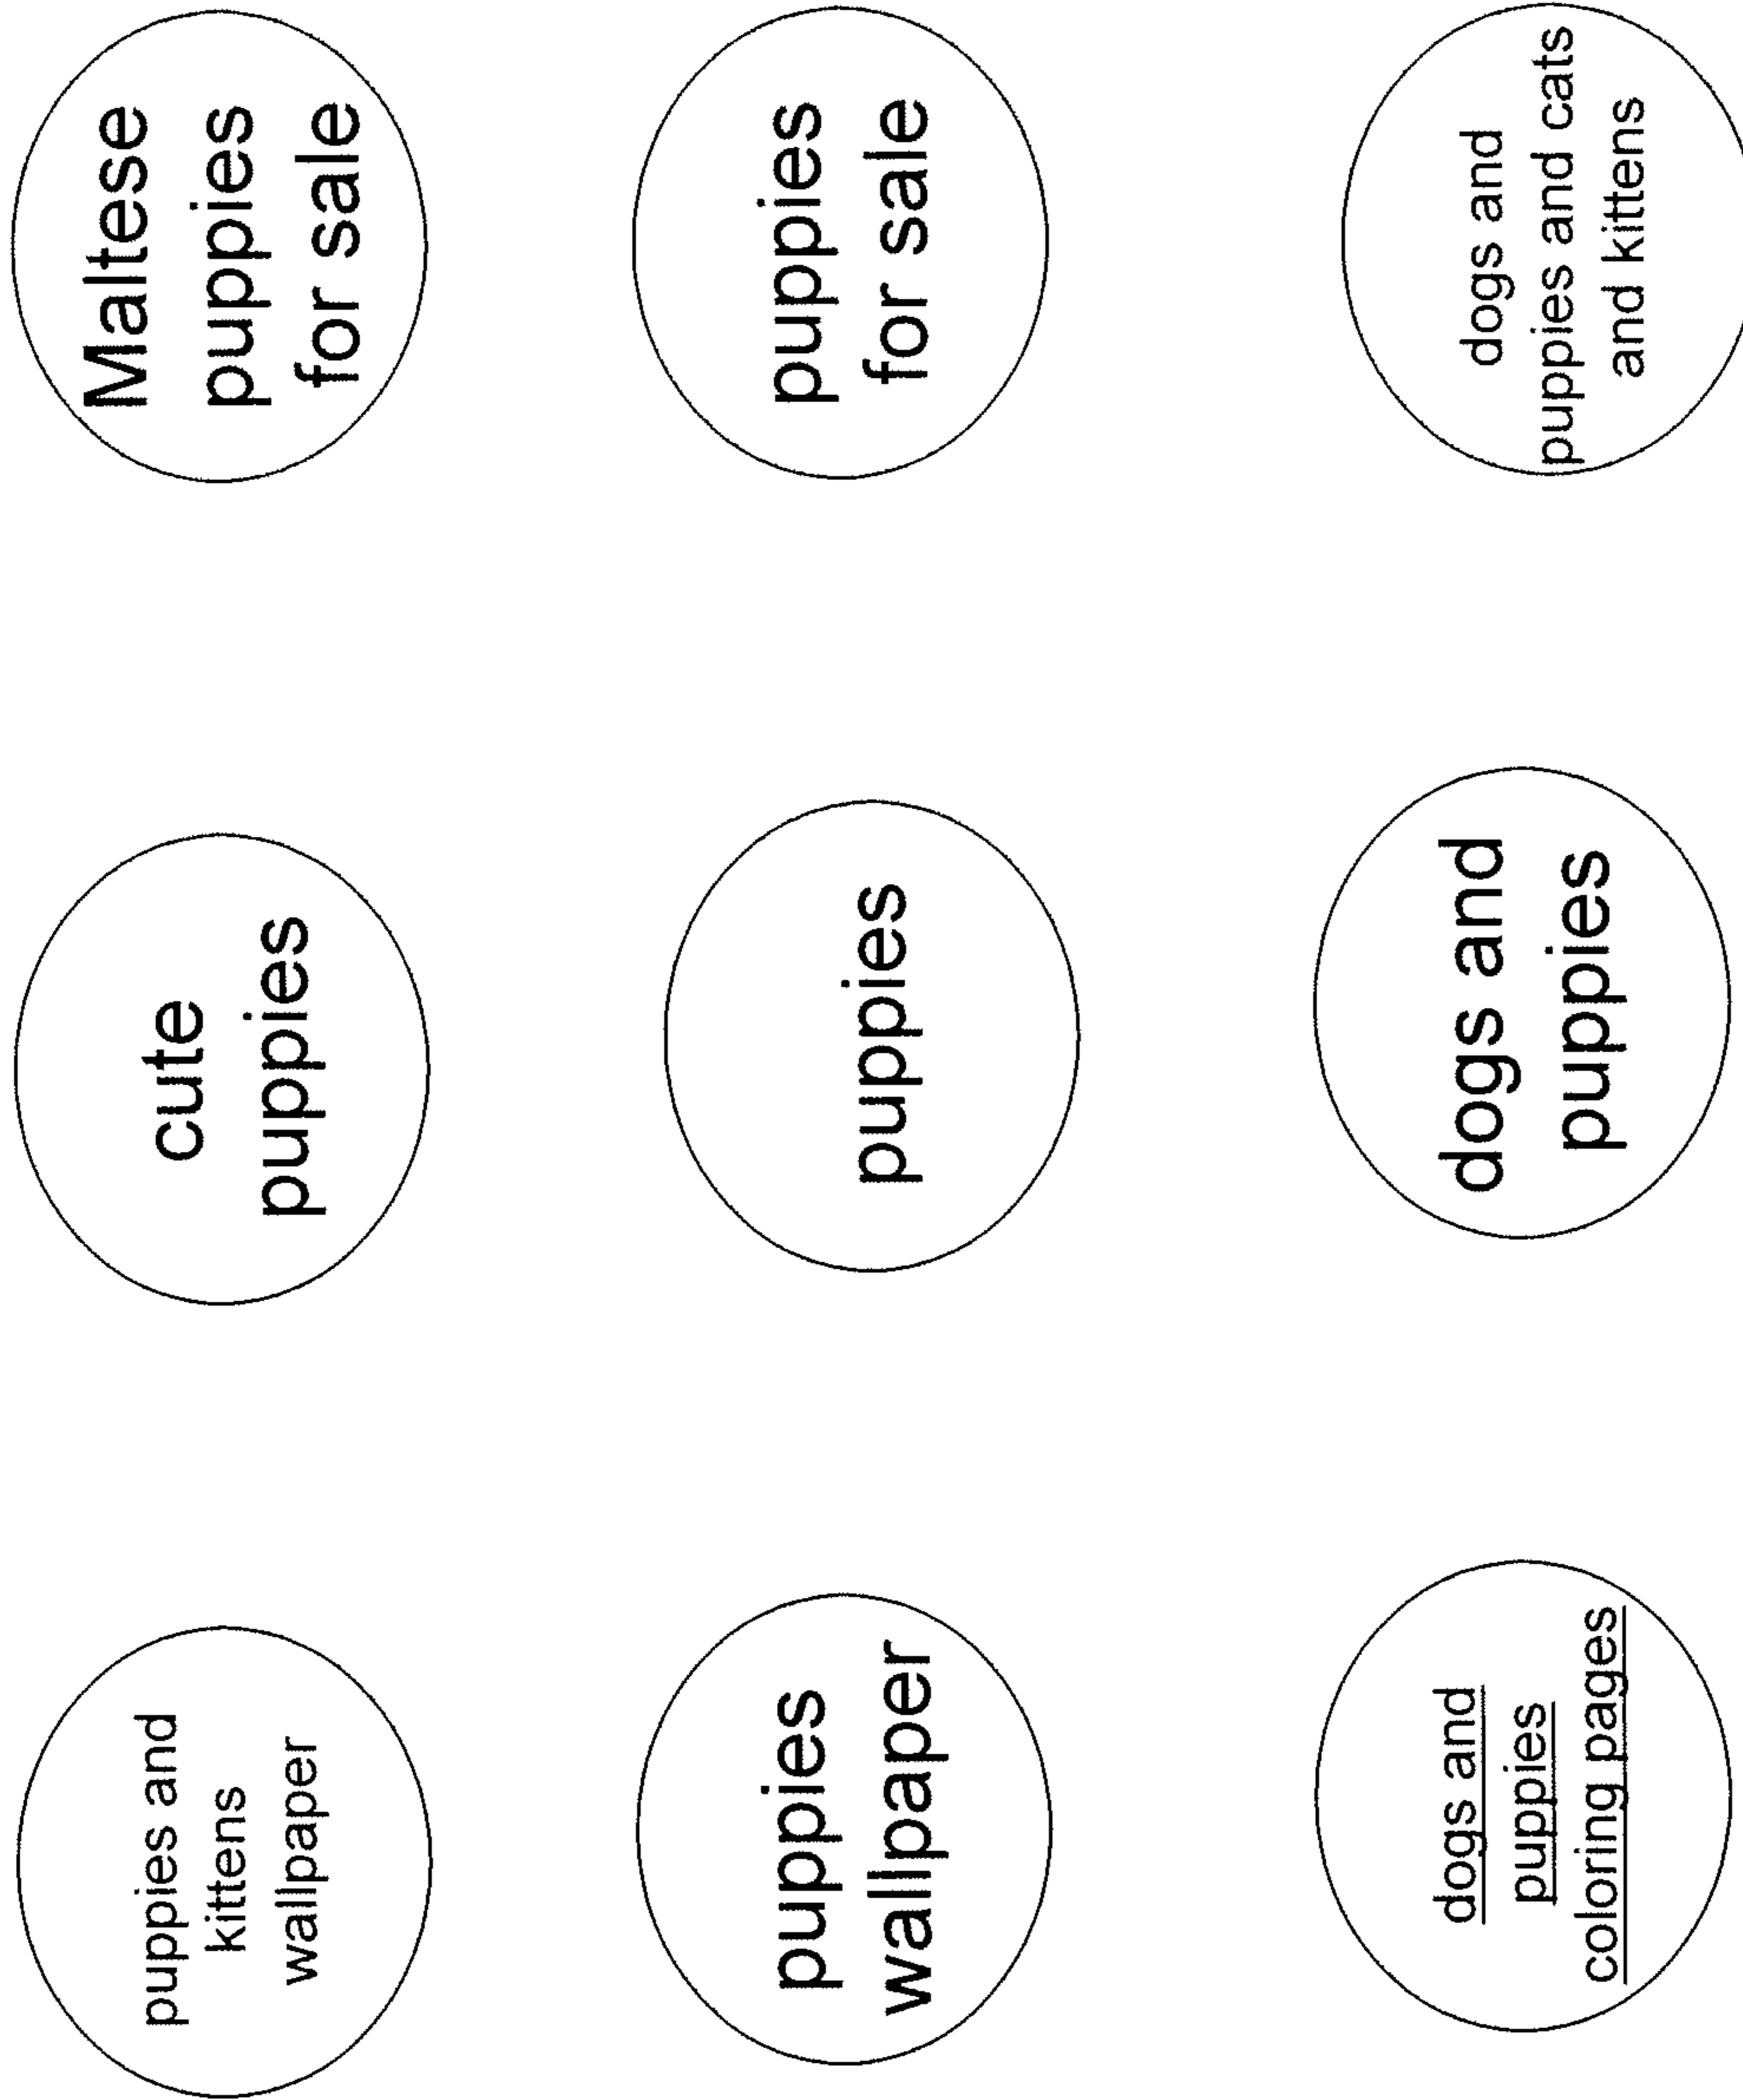 puppies and
kittens
wallpaper
cute
puppies
Maltese
puppies
for sale
puppies
wallpaper
puppies
puppies
for sale
dogs and
puppies
coloring pages
dogs and
puppies
dogs and
puppies and cats
and kittens